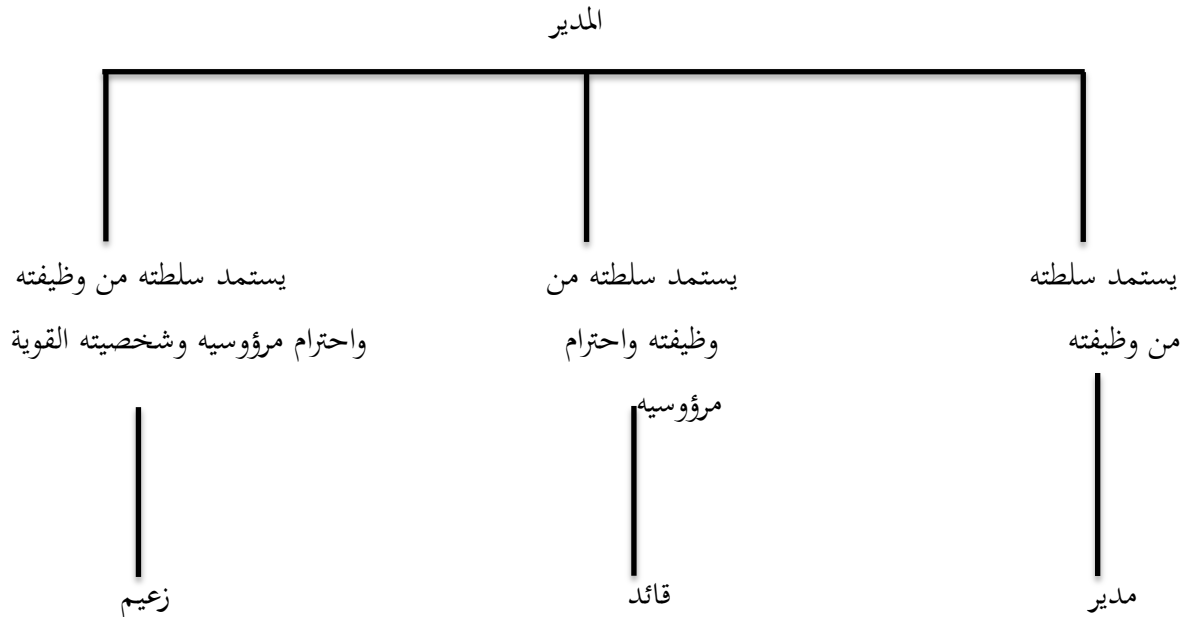 المدير
يستمد سلطته
من وظيفته
يستمد سلطته من
وظيفته واحترام
مرؤوسيه
يستمد سلطته من وظيفته
واحترام مرؤوسيه وشخصيته القوية
مدير
قائد
زعيم